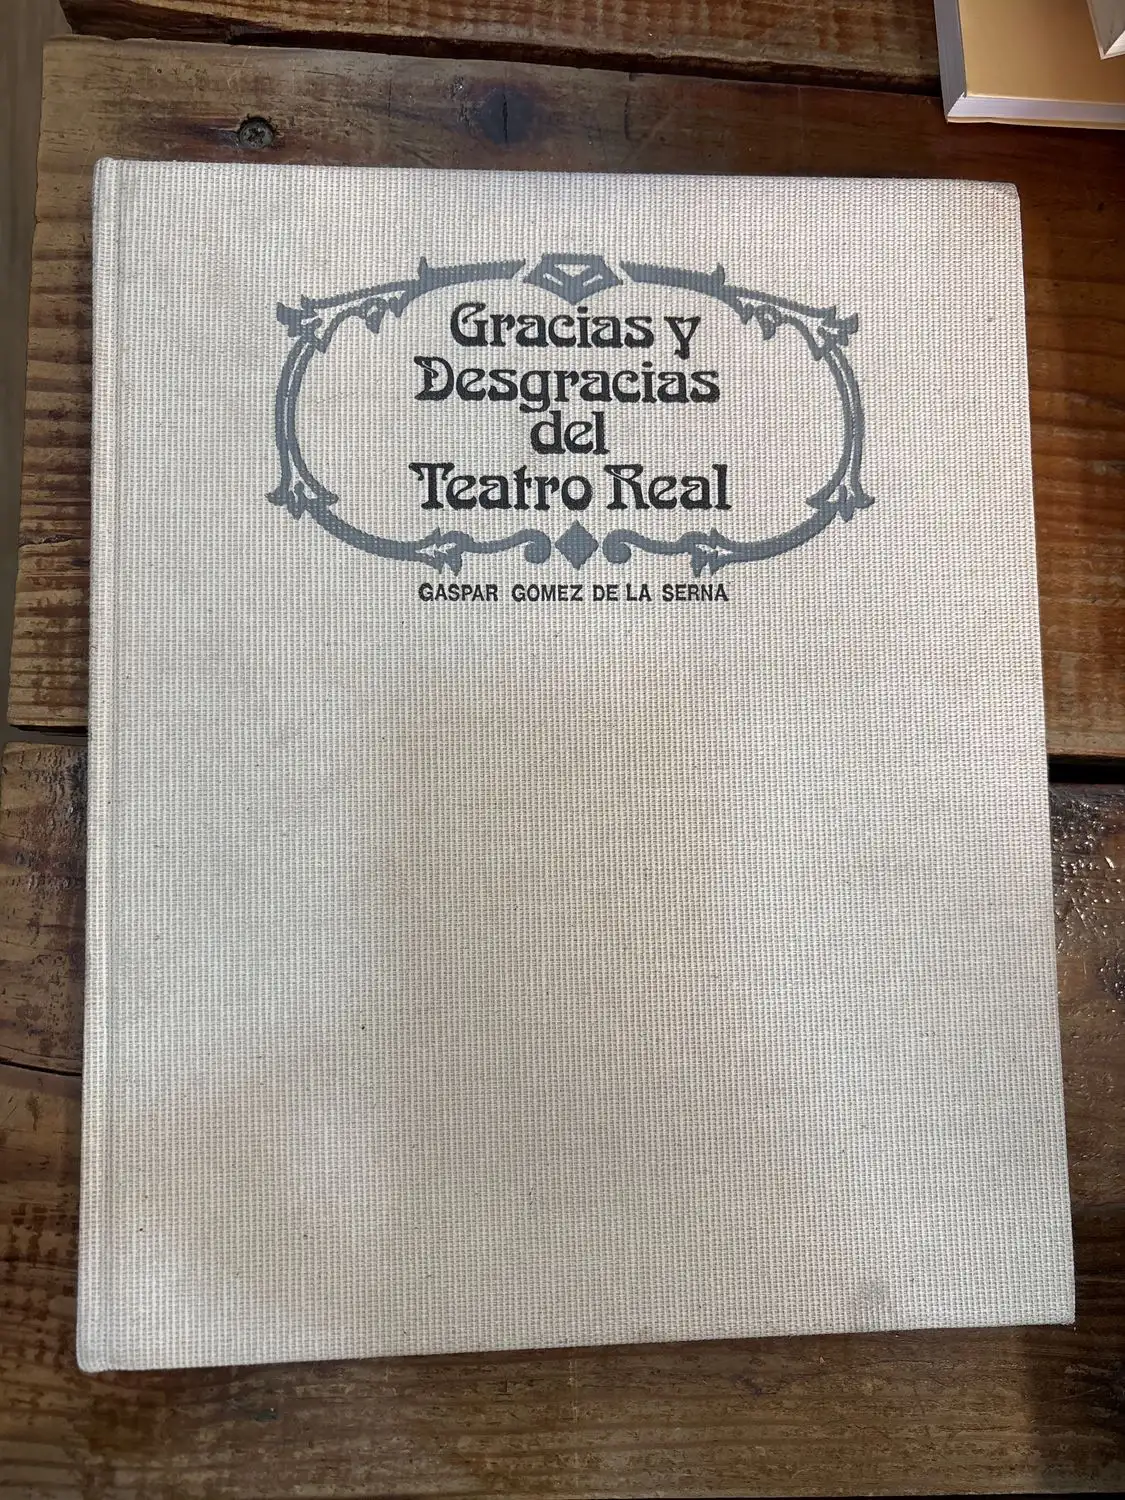 Gracias y
Desgracias
del
Teatro Real
GASPAR GOMEZ DE LA SERNA